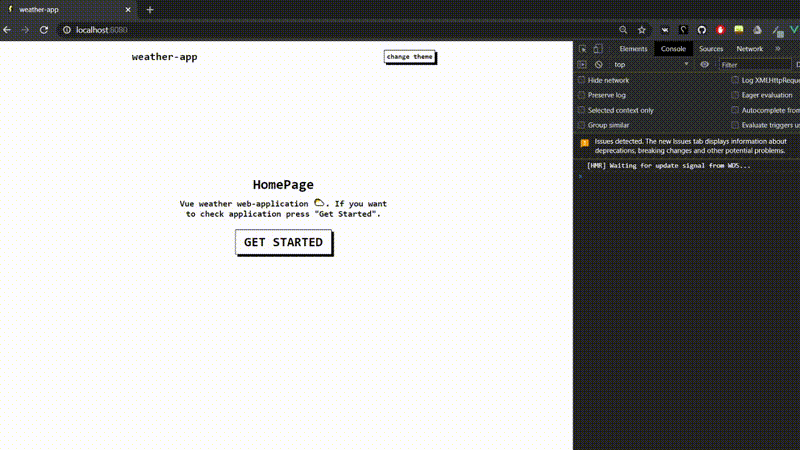 weather-app
localhost:8080
weather-app
change theme
HomePage
Vue weather web-application . If you want
to check application press "Get Started".
GET STARTED
Elements Console Sources Network »
top
Filter
Hide network
Log XMLHttpReque
Preserve log
Eager evaluation
Selected context only
Autocomplete from
Group similar
Evaluate triggers u
Issues detected. The new Issues tab displays information about
deprecations, breaking changes and other potential problems.
[HMR] Waiting for update signal from WDS...